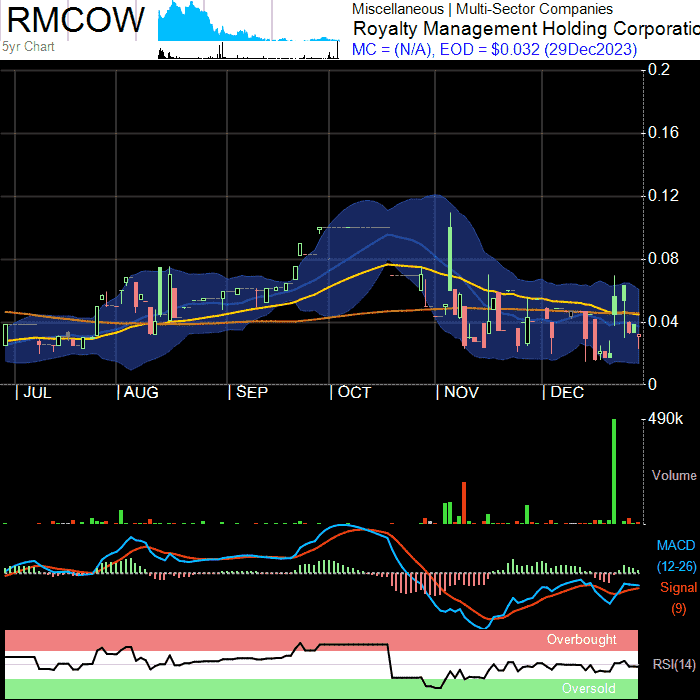 RMCOW
5yr Chart
Miscellaneous | Multi-Sector Companies
Royalty Management Holding Corporatio
MC = (N/A), EOD = $0.032 (29Dec2023)
0.2
0.16
0.12
0.08
0.04
0
JUL
AUG
SEP
OCT
NOV
DEC
490k
Volume
MACD
(12-26)
Signal
(9)
Overbought
RSI(14)
Oversold